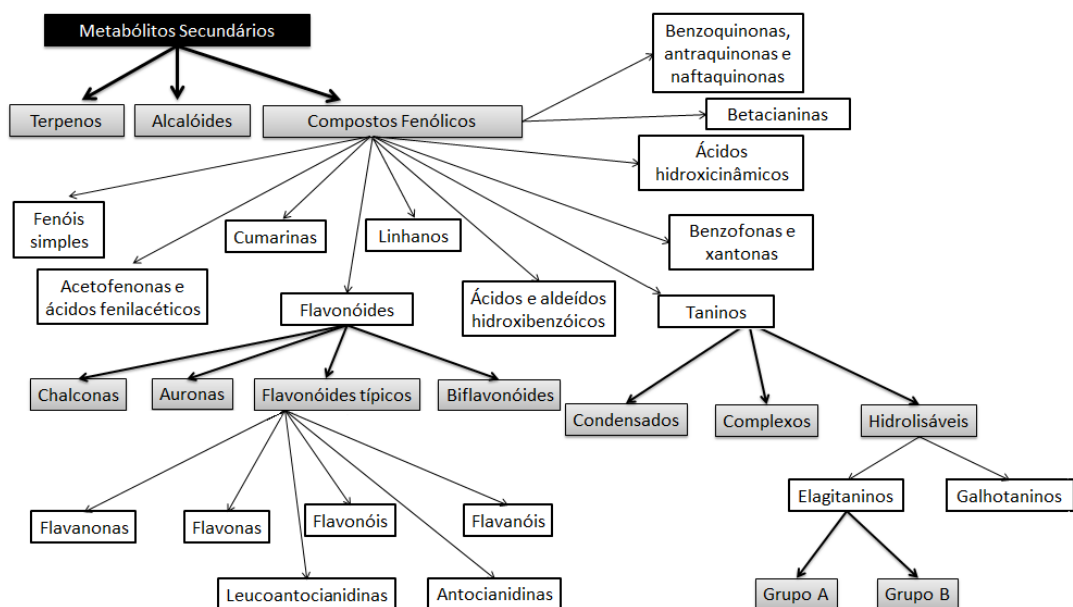 Metabólitos Secundários
Benzoquinonas,
antraquinonas e
naftaquinonas
Terpenos
Alcalóides
Compostos Fenólicos
Betacianinas
Ácidos
hidroxicinâmicos
Fenóis
simples
Cumarinas
Linhanos
Benzofonas e
xantonas
Acetofenonas e
ácidos fenilacéticos
Flavonóides
Ácidos e aldeídos
hidroxibenzóicos
Taninos
Chalconas
Auronas
Flavonóides típicos
Biflavonóides
Condensados
Complexos
Hidrolisáveis
Elagitaninos
Galhotaninos
Flavanonas
Flavonas
Flavonóis
Flavanóis
Leucoantocianidinas
Antocianidinas
Grupo A
Grupo B